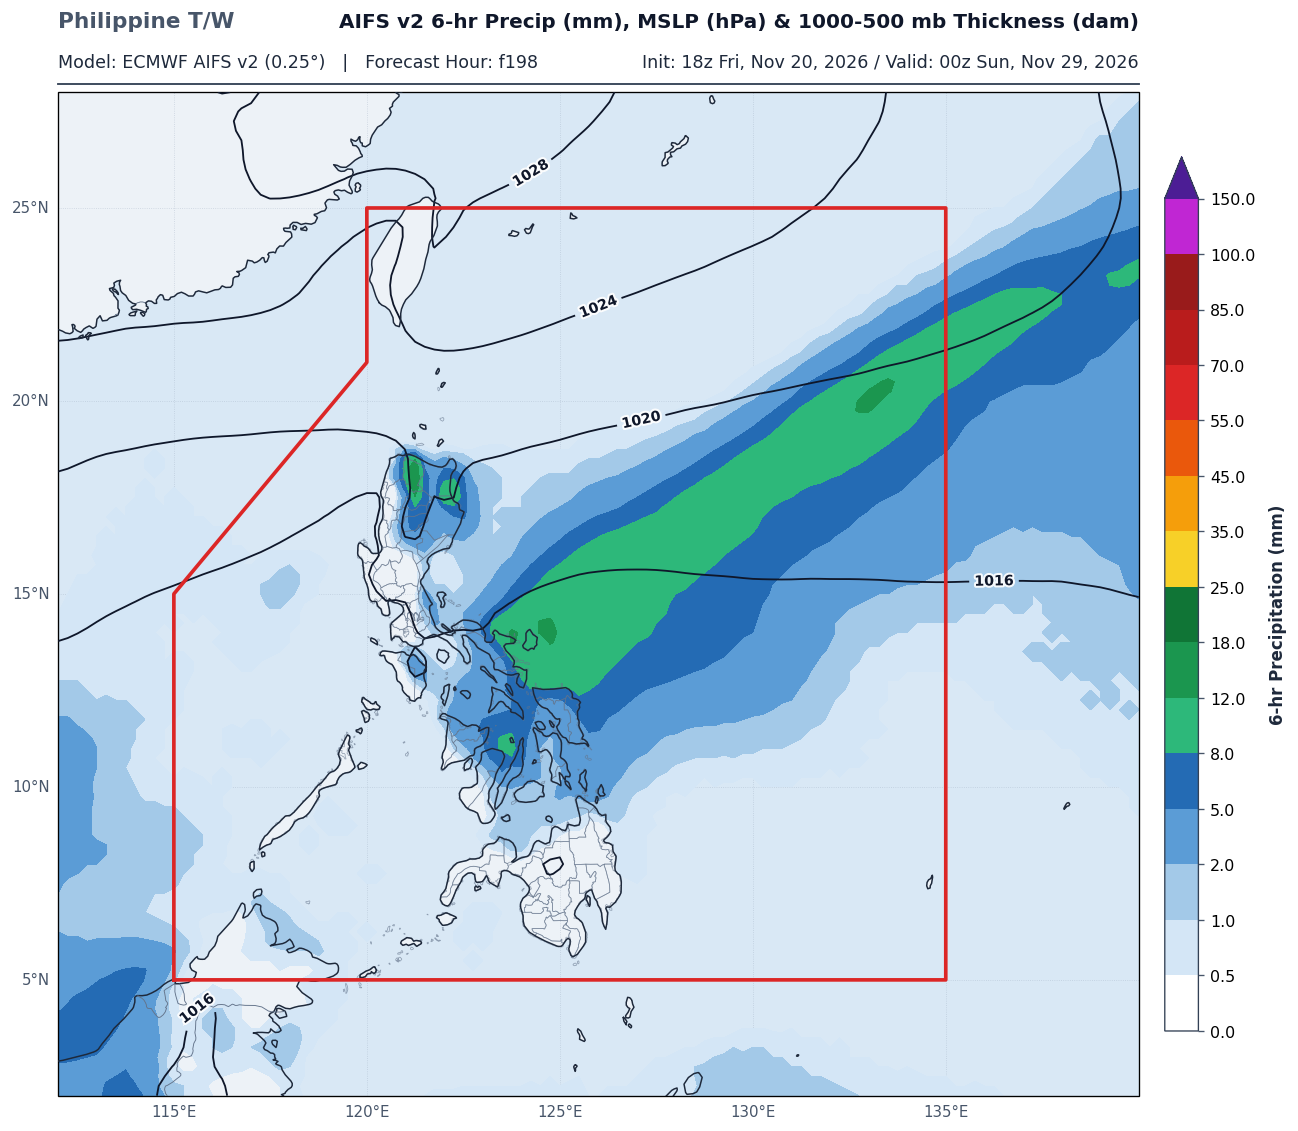 Philippine T/W
AIFS v2 6-hr Precip (mm), MSLP (hPa) & 1000-500 mb Thickness (dam)
Model: ECMWF AIFS v2 (0.25°) | Forecast Hour: f198
Init: 18z Fri, Nov 20, 2026 / Valid: 00z Sun, Nov 29, 2026
1028
25°N
1024
20°N
1020
15°N
1016
10°N
5°N
1016
115°E
120°E
125°E
130°E
135°E
150.0
100.0
85.0
70.0
55.0
45.0
35.0
25.0
18.0
12.0
8.0
5.0
2.0
1.0
0.5
0.0
6-hr Precipitation (mm)